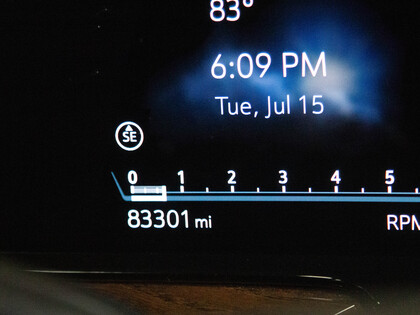 83°
6:09 PM
Tue, Jul 15
SE
0 1 2 3 4 5
83301 mi
RPM